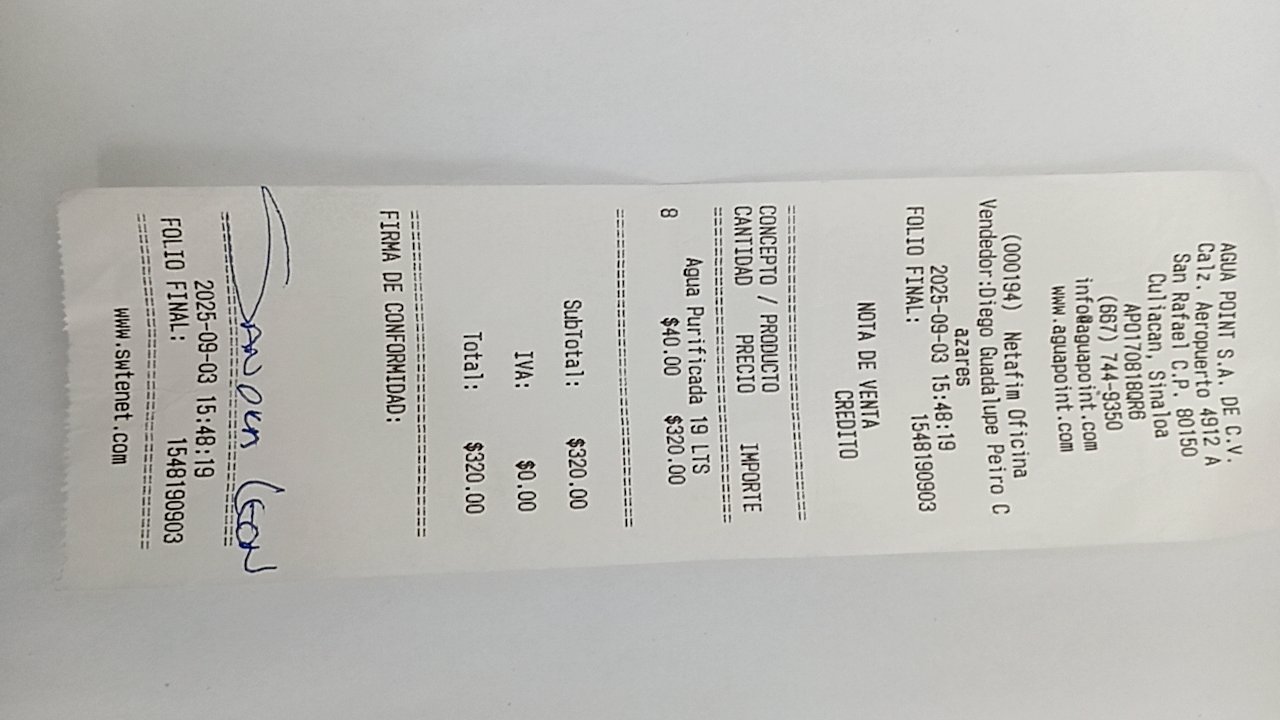 AGUA POINT S.A. DE C.V.
Calz. Aeropuerto 4912 A
San Rafael C.P. 80150
Culiacan, Sinaloa
APO170818QR6
(667) 744-9350
info@aguapoint.com
www.aguapoint.com
(000194) Netafim Oficina
Vendedor:Diego Guadalupe Peiro C
azares
2025-09-03 15:48:19
FOLIO FINAL: 1548190903
NOTA DE VENTA
CREDITO
================================
CONCEPTO / PRODUCTO
CANTIDAD PRECIO IMPORTE
================================
Agua Purificada 19 LTS
8 $40.00 $320.00
================================
SubTotal: $320.00
IVA: $0.00
Total: $320.00
================================
FIRMA DE CONFORMIDAD:
================================
2025-09-03 15:48:19
FOLIO FINAL: 1548190903
================================
www.swtenet.com